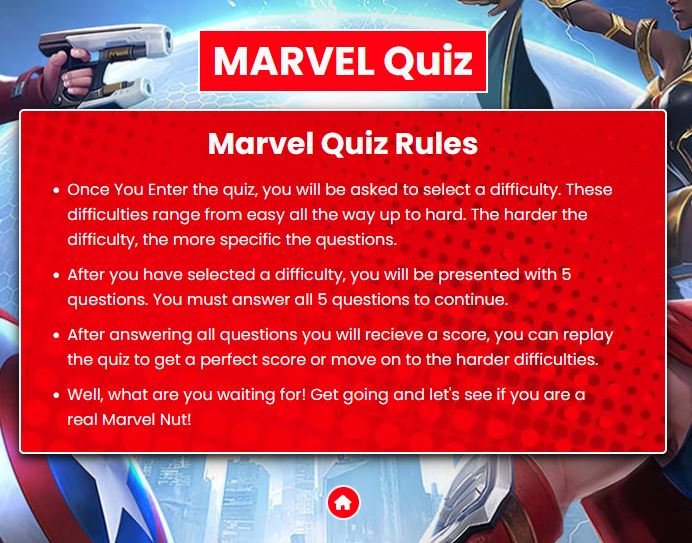 MARVEL Quiz
Marvel Quiz Rules
• Once You Enter the quiz, you will be asked to select a difficulty. These
difficulties range from easy all the way up to hard. The harder the
difficulty, the more specific the questions.
• After you have selected a difficulty, you will be presented with 5
questions. You must answer all 5 questions to continue.
• After answering all questions you will recieve a score, you can replay
the quiz to get a perfect score or move on to the harder difficulties.
• Well, what are you waiting for! Get going and let's see if you are a
real Marvel Nut!